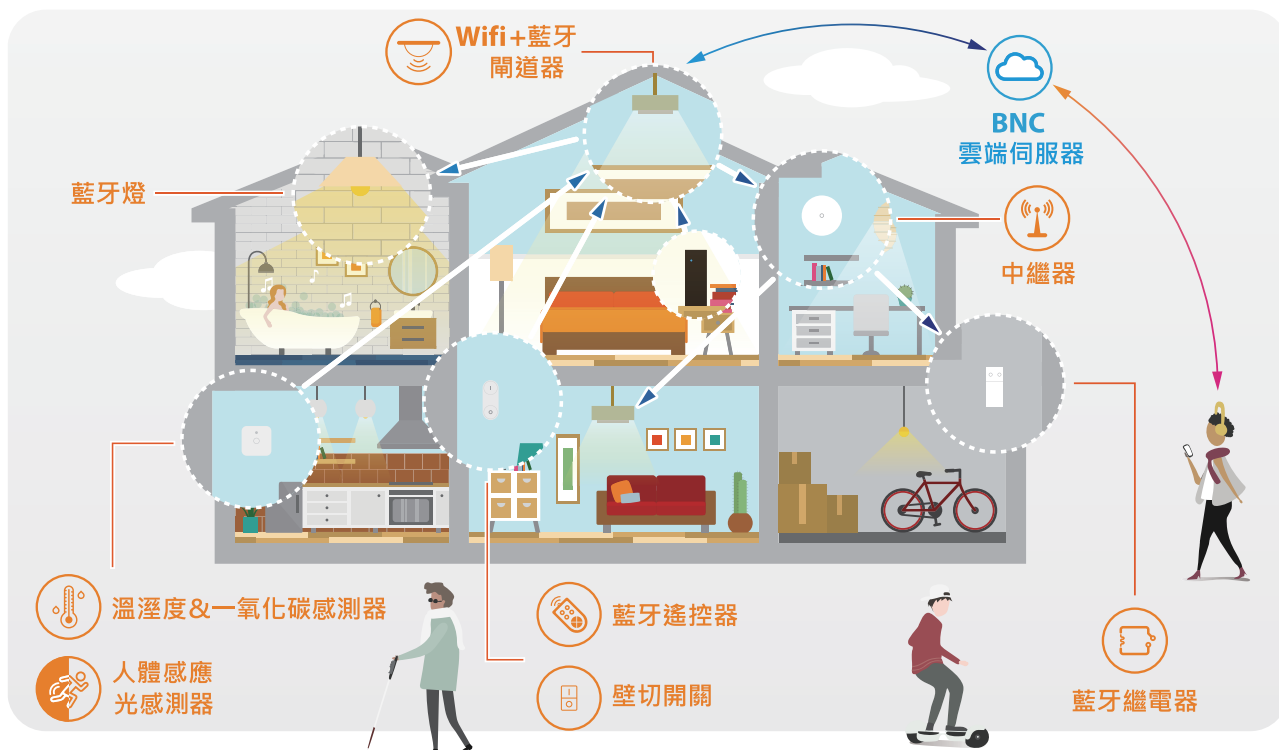 Wifi+藍牙
閘道器
BNC
雲端伺服器
藍牙燈
中繼器
溫溼度&一氧化碳感測器
人體感應
光感測器
藍牙遙控器
壁切開關
藍牙繼電器